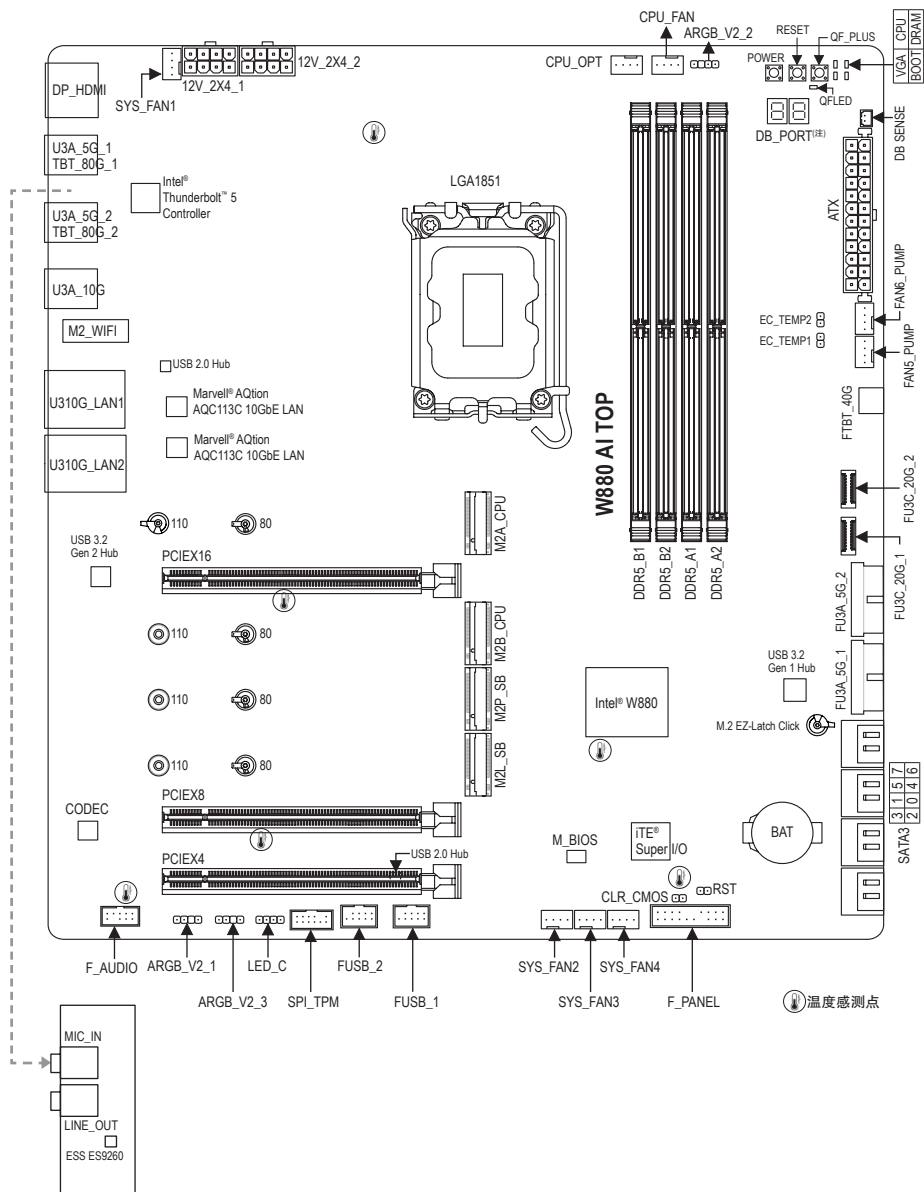 CPU_FAN
ARGB_V2_2
RESET
QF_PLUS
CPU
DRAM
VGA
BOOT
CPU_OPT
POWER
QFLED
12V_2X4_1
12V_2X4_2
SYS_FAN1
DP_HDMI
DB_PORT(注)
DB SENSE
U3A_5G_1
TBT_80G_1
Intel® Thunderbolt™ 5
Controller
LGA1851
ATX
U3A_5G_2
TBT_80G_2
FAN6_PUMP
U3A_10G
EC_TEMP2
EC_TEMP1
M2_WIFI
FAN5_PUMP
USB 2.0 Hub
FTBT_40G
U310G_LAN1
Marvell® AQtion
AQC113C 10GbE LAN
U310G_LAN2
Marvell® AQtion
AQC113C 10GbE LAN
W880 AI TOP
FU3C_20G_2
110
80
M2A_CPU
USB 3.2
Gen 2 Hub
PCIEX16
DDR5_B1
DDR5_B2
DDR5_A1
DDR5_A2
FU3C_20G_1
FU3A_5G_2
110
80
M2B_CPU
USB 3.2
Gen 1 Hub
FU3A_5G_1
110
80
M2P_SB
Intel® W880
M.2 EZ-Latch Click
110
80
M2L_SB
PCIEX8
CODEC
3 1 5 7
2 0 4 6
SATA3
iTE®
Super I/O
M_BIOS
BAT
USB 2.0 Hub
PCIEX4
CLR_CMOS
RST
F_AUDIO
ARGB_V2_1
LED_C
FUSB_2
ARGB_V2_3
SPI_TPM
FUSB_1
SYS_FAN2
SYS_FAN4
SYS_FAN3
F_PANEL
温度感测点
MIC_IN
LINE_OUT
ESS ES9260